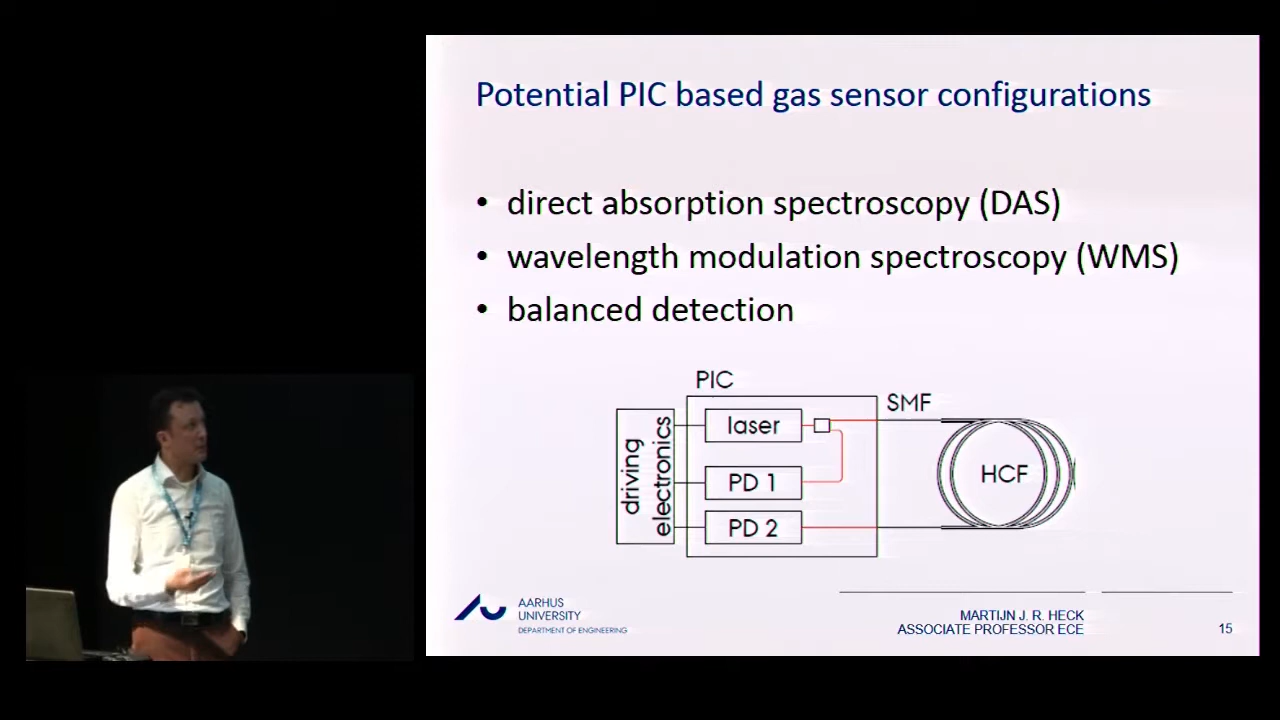 Potential PIC based gas sensor configurations
• direct absorption spectroscopy (DAS)
• wavelength modulation spectroscopy (WMS)
• balanced detection
PIC
SMF
driving
electronics
laser
PD 1
PD 2
HCF
AARHUS
UNIVERSITY
DEPARTMENT OF ENGINEERING
MARTIJN J. R. HECK
ASSOCIATE PROFESSOR ECE
15